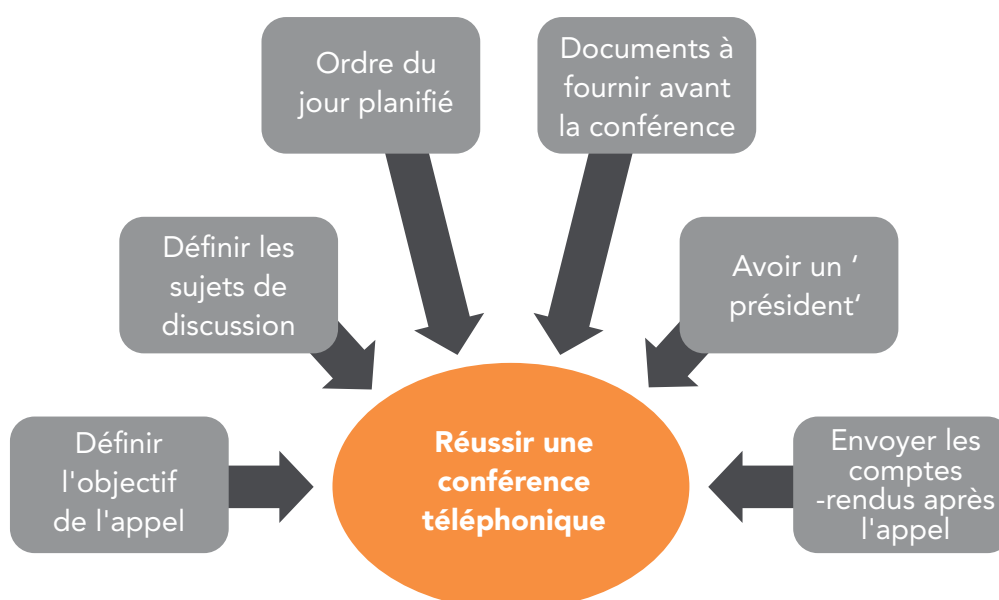 Ordre du
jour planifié
Documents à
fournir avant
la conférence
Définir les
sujets de
discussion
Avoir un ‘
président‘
Définir
l'objectif
de l'appel
Réussir une
conférence
téléphonique
Envoyer les
comptes
-rendus après
l'appel